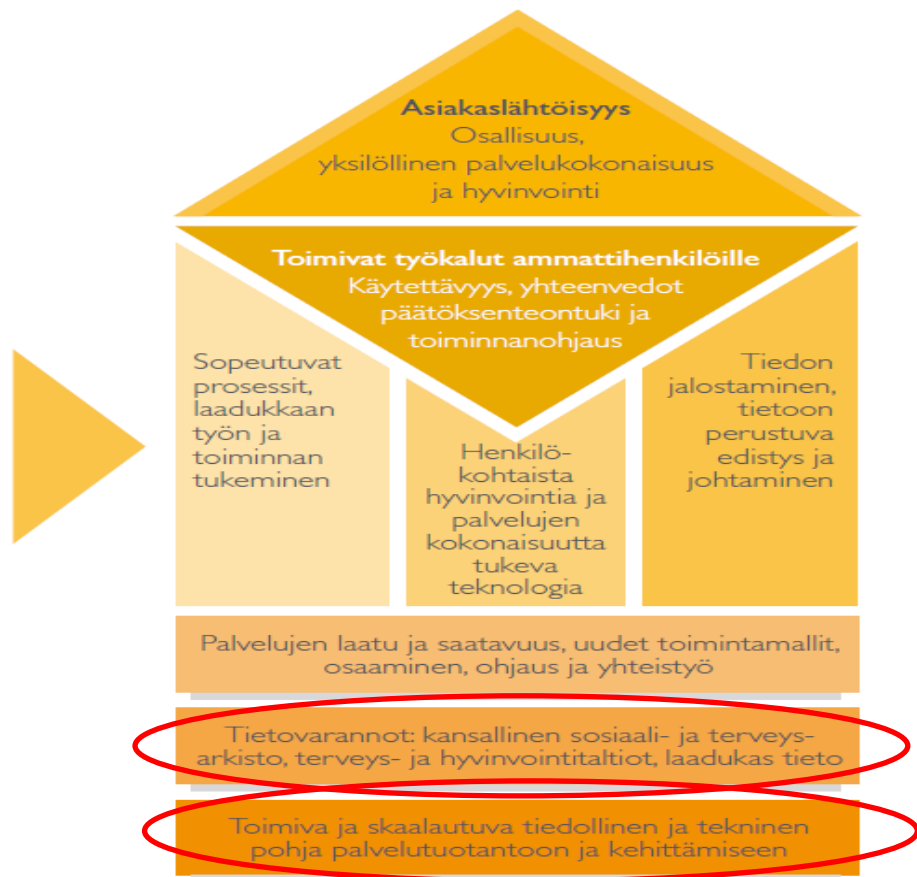 Asiakaslähtöisyys
Osallisuus,
yksilöllinen palvelukokonaisuus
ja hyvinvointi
Toimivat työkalut ammattihenkilöille
Käytettävyys, yhteenvedot
päätöksenteontuki ja
toiminnanohjaus
Sopeutuvat
prosessit,
laadukkaan
työn ja
toiminnan
tukeminen
Henkilö-
kohtaista
hyvinvointia ja
palvelujen
kokonaisuutta
tukeva
teknologia
Tiedon
jalostaminen,
tietoon
perustuva
edistys ja
johtaminen
Palvelujen laatu ja saatavuus, uudet toimintamallit,
osaaminen, ohjaus ja yhteistyö
Tietovarannot: kansallinen sosiaali- ja terveys-
arkisto, terveys- ja hyvinvointitaltiot, laadukas tieto
Toimiva ja skaalautuva tiedollinen ja tekninen
pohja palvelutuotantoon ja kehittämiseen